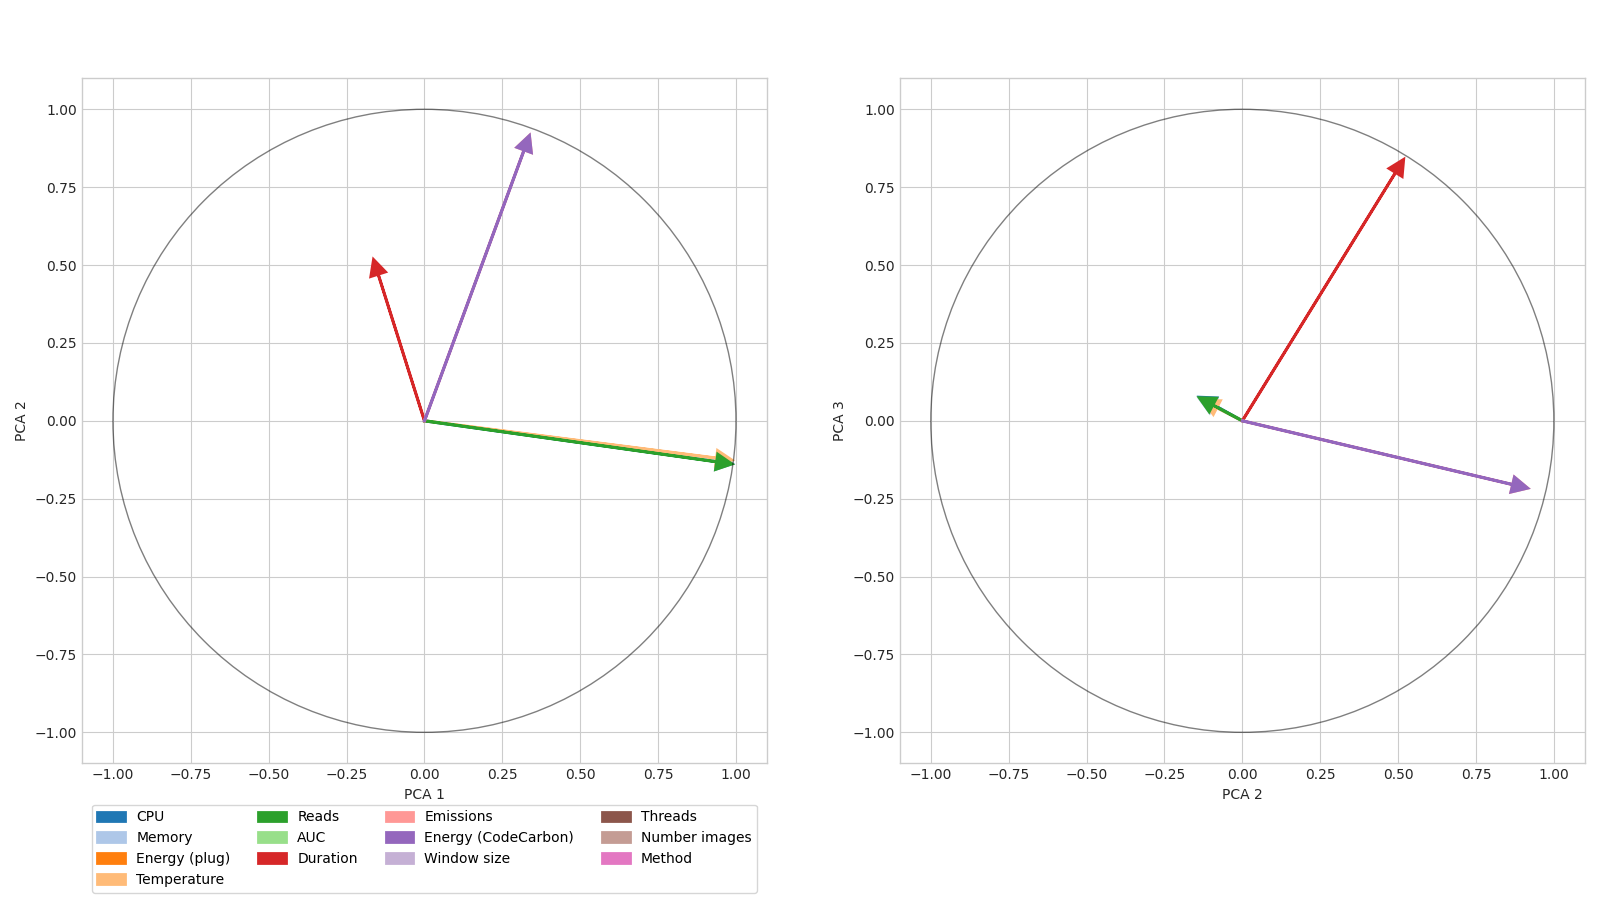 1.00
0.75
0.50
0.25
0.00
−0.25
−0.50
−0.75
−1.00
PCA 2
−1.00 −0.75 −0.50 −0.25 0.00 0.25 0.50 0.75 1.00
PCA 1
1.00
0.75
0.50
0.25
0.00
−0.25
−0.50
−0.75
−1.00
PCA 3
−1.00 −0.75 −0.50 −0.25 0.00 0.25 0.50 0.75 1.00
PCA 2
CPU
Memory
Energy (plug)
Temperature
Reads
AUC
Duration
Emissions
Energy (CodeCarbon)
Window size
Threads
Number images
Method